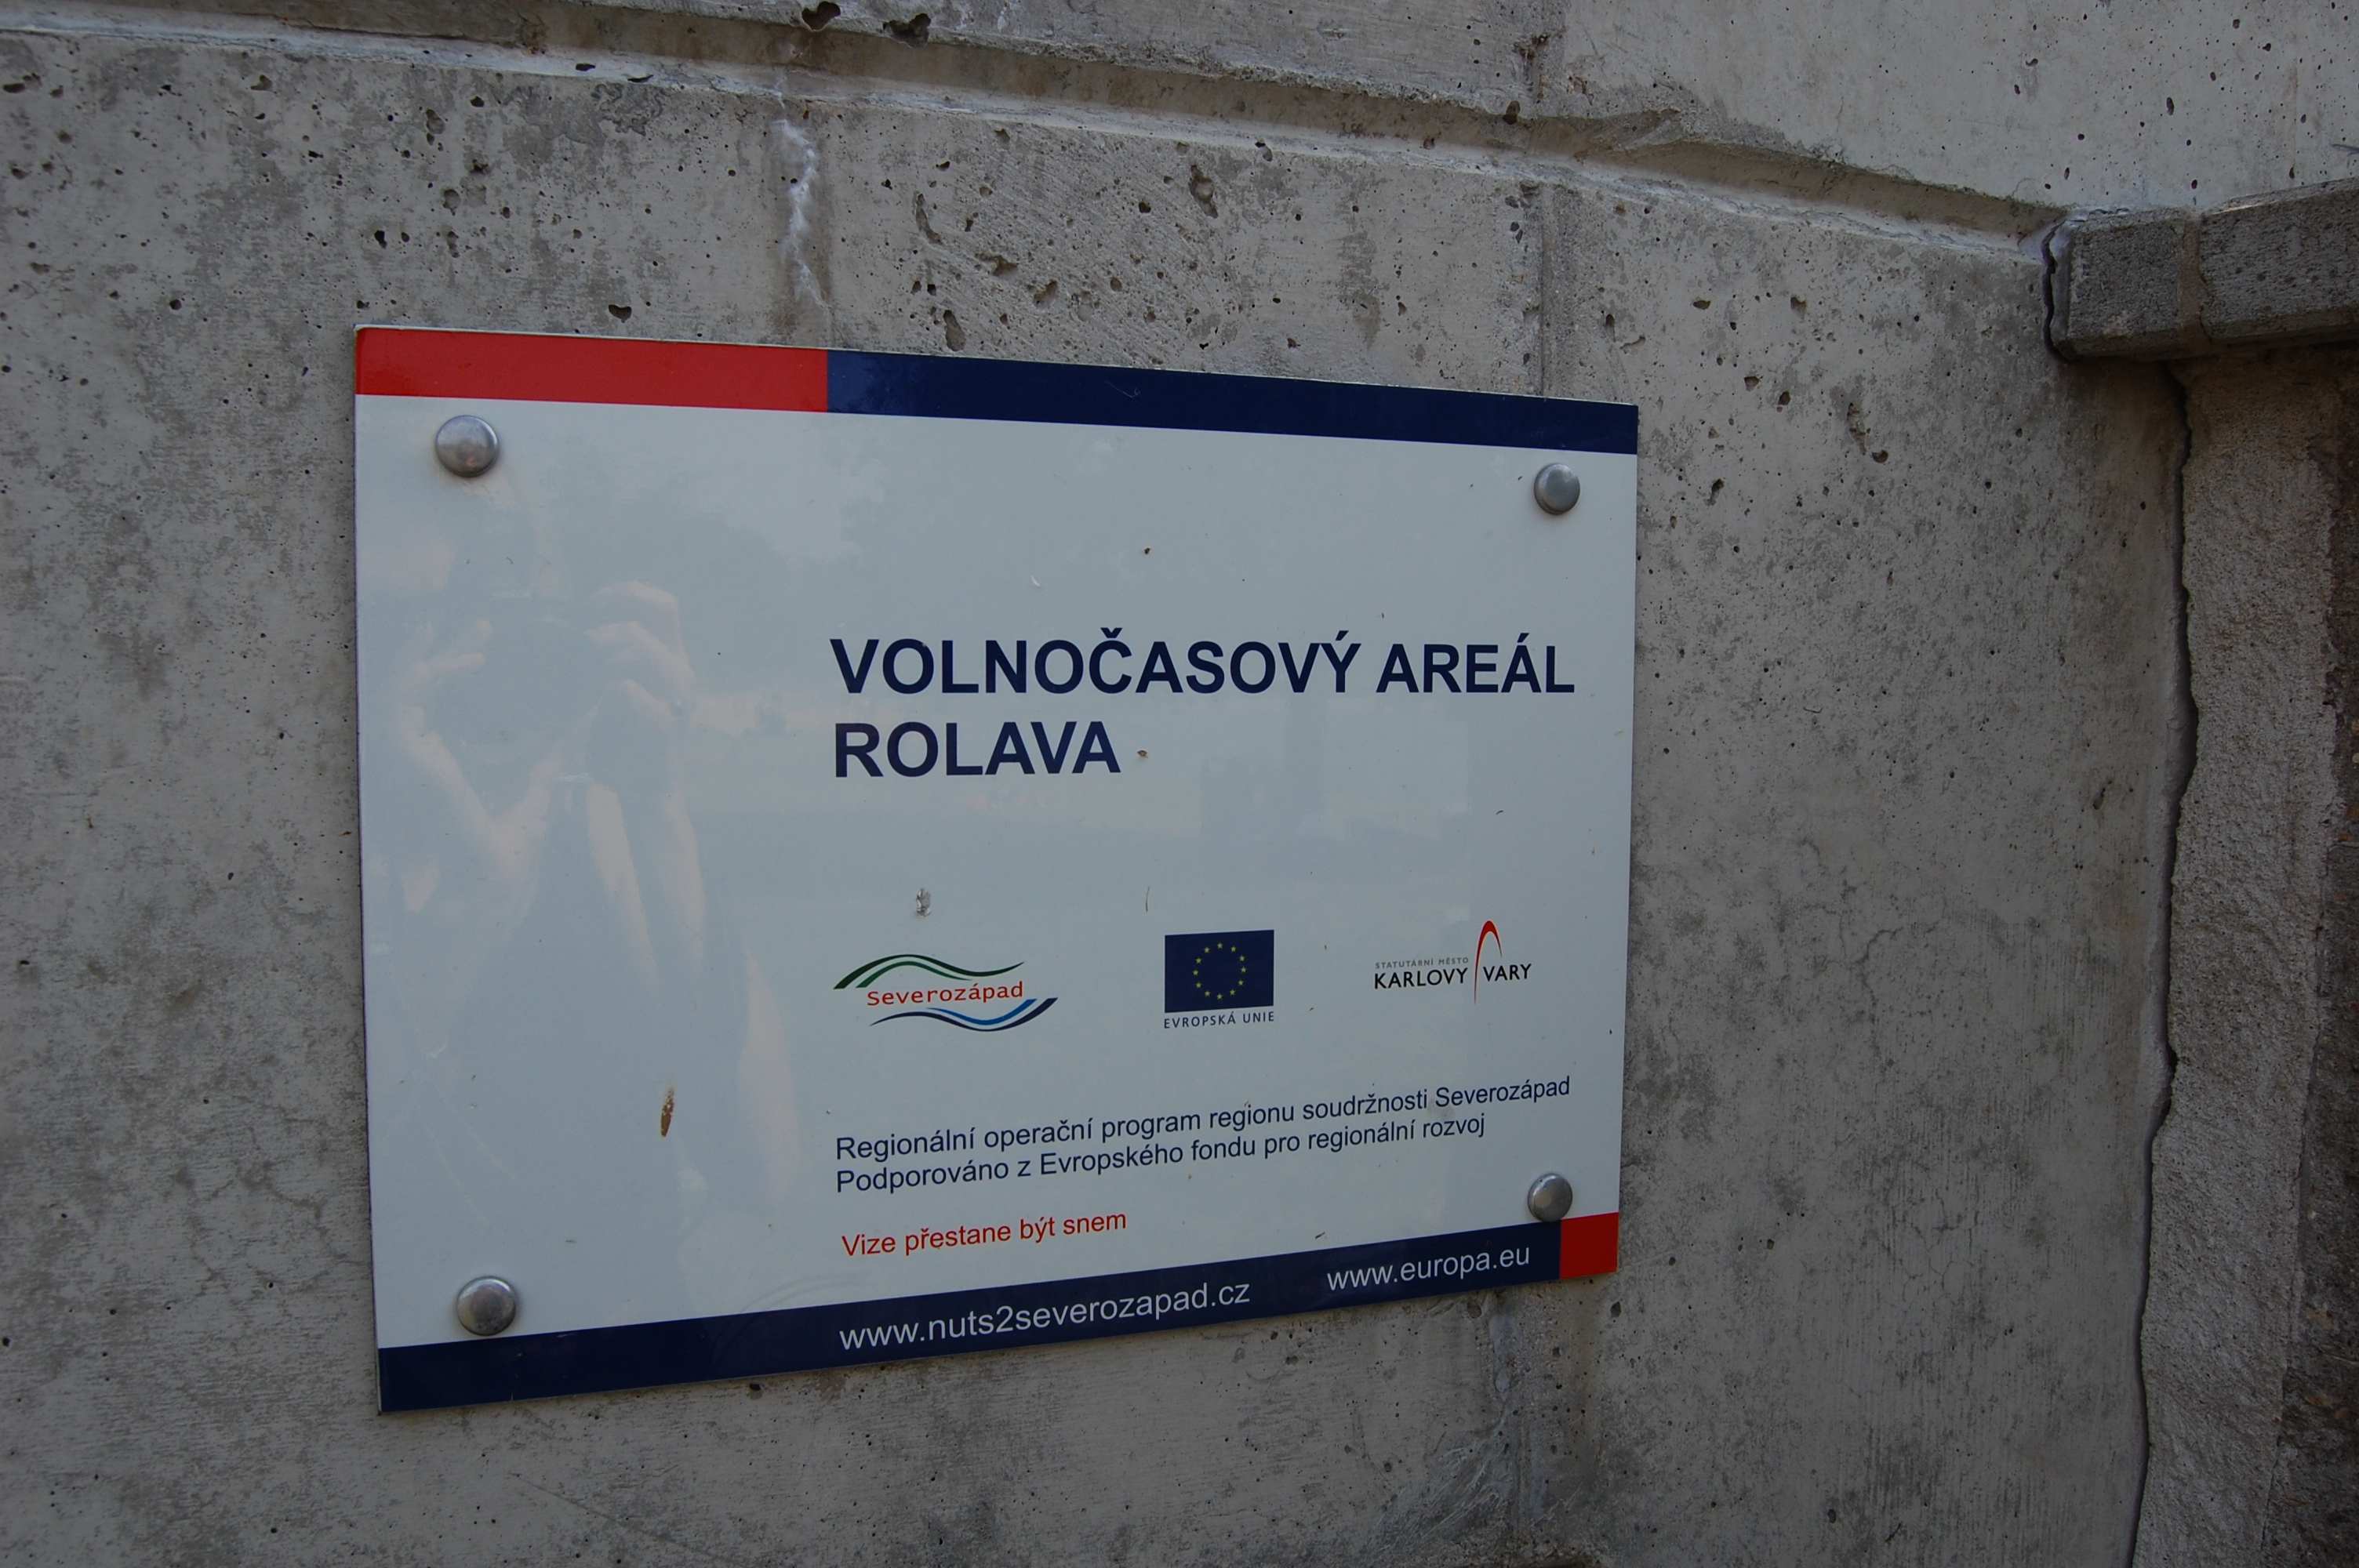 VOLNOČASOVÝ AREÁL
ROLAVA
Severozápad
EVROPSKÁ UNIE
STATUTÁRNÍ MĚSTO
KARLOVY VARY
Regionální operační program regionu soudržnosti Severozápad
Podporováno z Evropského fondu pro regionální rozvoj
Vize přestane být snem
www.nuts2severozapad.cz www.europa.eu